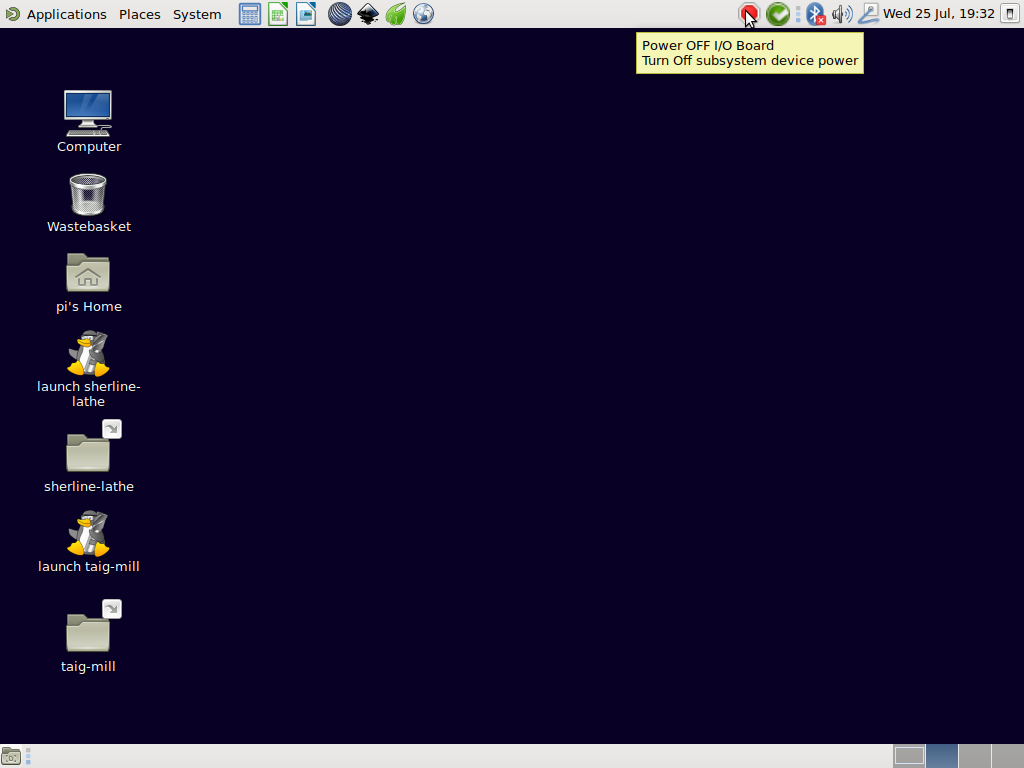 Applications Places System Wed 25 Jul, 19:32
Power OFF I/O Board
Turn Off subsystem device power
Computer
Wastebasket
pi's Home
launch sherline-
lathe
sherline-lathe
launch taig-mill
taig-mill